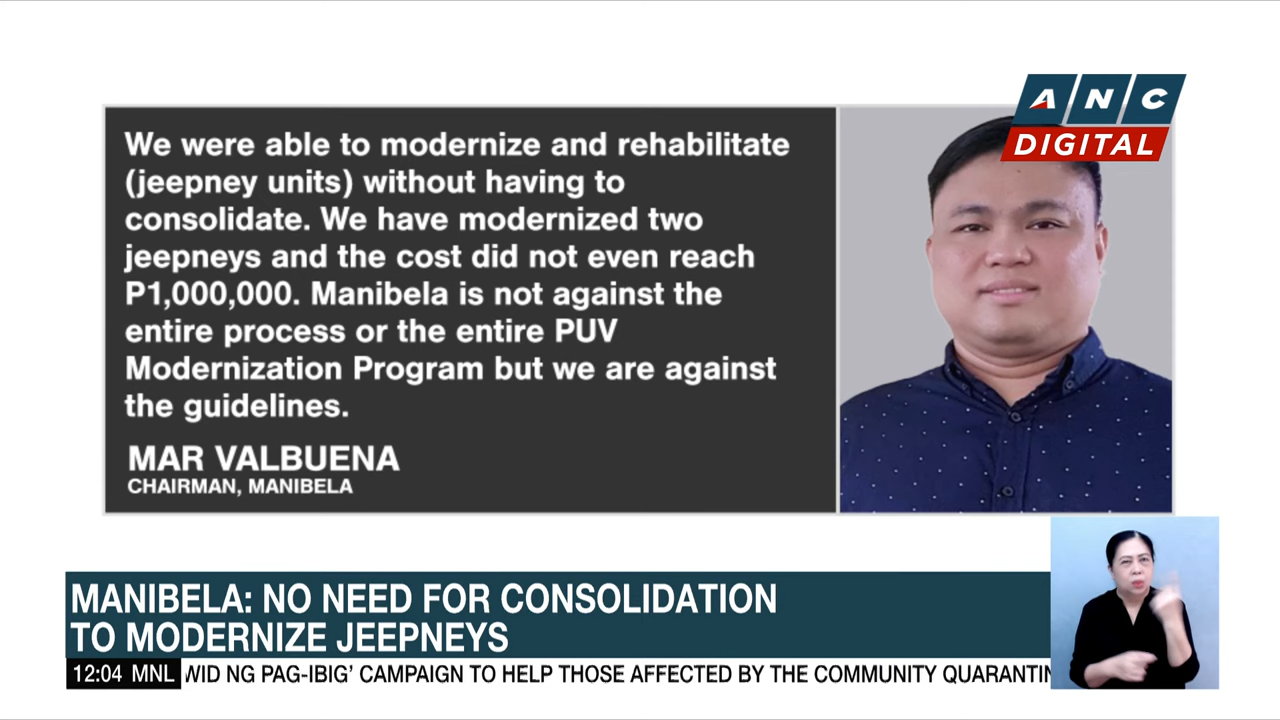 ANC
DIGITAL
We were able to modernize and rehabilitate
(jeepney units) without having to
consolidate. We have modernized two
jeepneys and the cost did not even reach
P1,000,000. Manibela is not against the
entire process or the entire PUV
Modernization Program but we are against
the guidelines.
MAR VALBUENA
CHAIRMAN, MANIBELA
MANIBELA: NO NEED FOR CONSOLIDATION
TO MODERNIZE JEEPNEYS
12:04 MNL
NG PAG-IBIG' CAMPAIGN TO HELP THOSE AFFECTED BY THE COMMUNITY